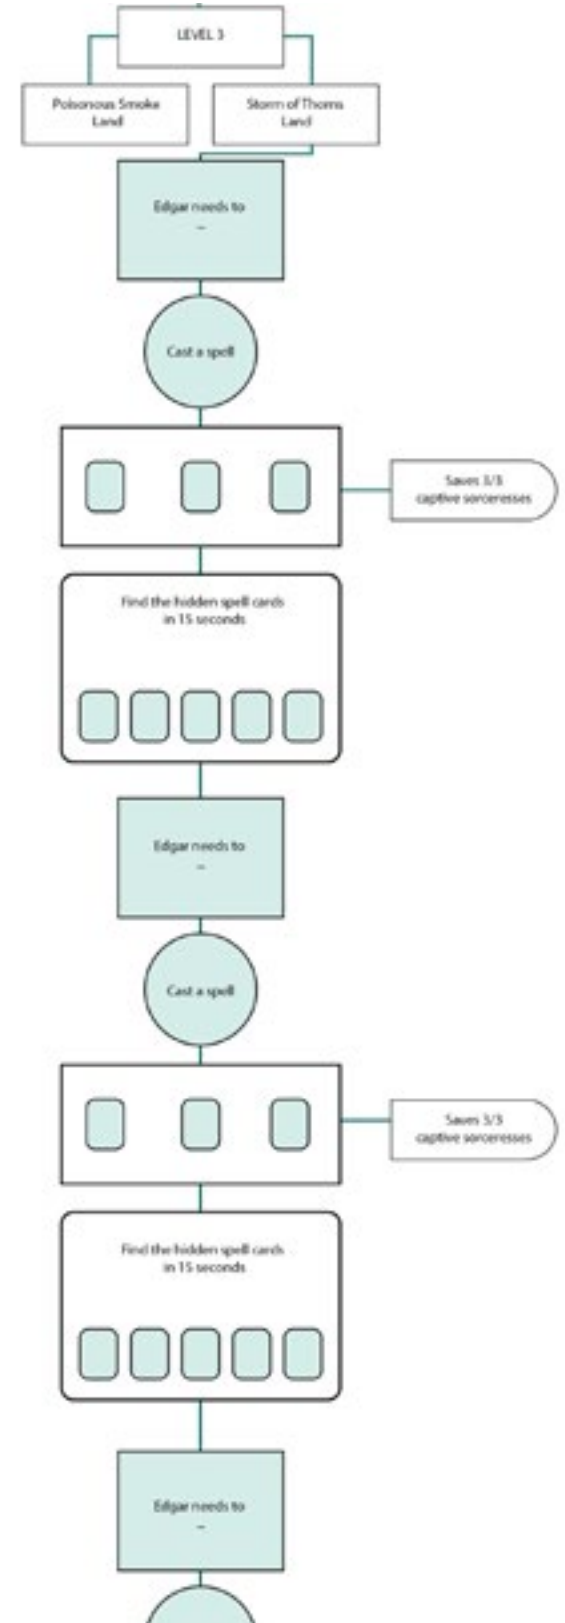 LEVEL 3
Poisonous Smoke
Land
Storm of Thorns
Land
Edgar needs to
...
Cast a spell
Saves 3/3
captive sorceresses
Find the hidden spell cards
in 15 seconds
Edgar needs to
...
Cast a spell
Saves 3/3
captive sorceresses
Find the hidden spell cards
in 15 seconds
Edgar needs to
...